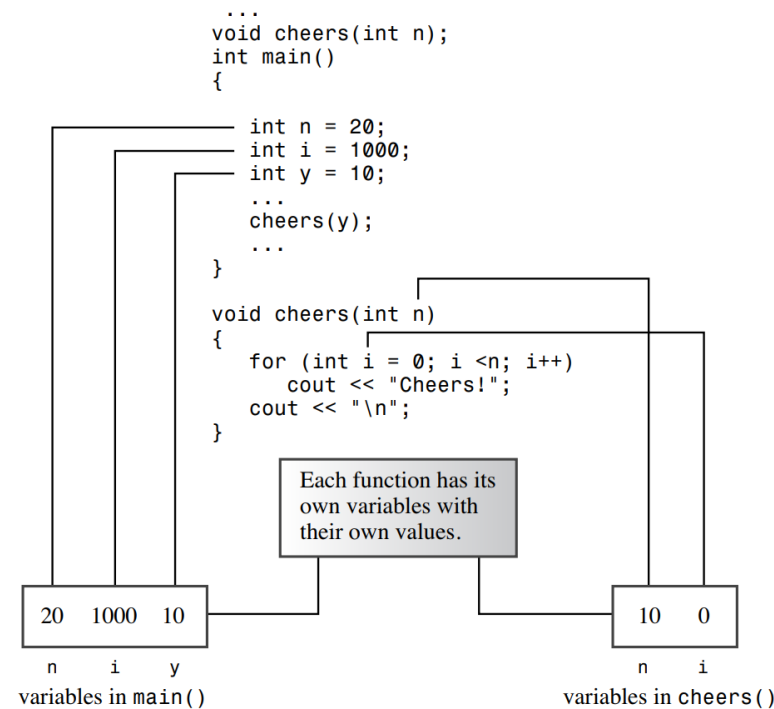 ...
void cheers(int n);
int main()
{
int n = 20;
int i = 1000;
int y = 10;
...
cheers(y);
...
}
void cheers(int n)
{
for (int i = 0; i <n; i++)
cout << "Cheers!";
cout << "\n";
}
Each function has its
own variables with
their own values.
20 1000 10
n i y
variables in main()
10 0
n i
variables in cheers()